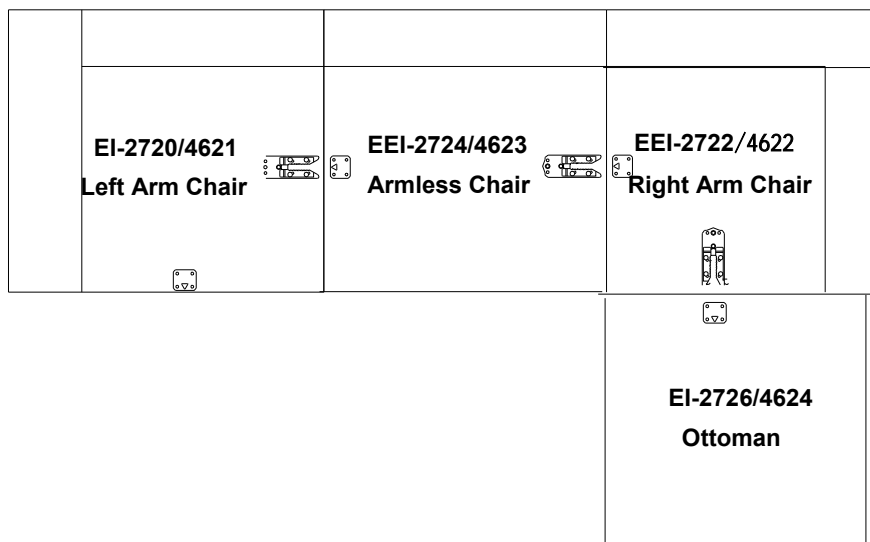 EI-2720/4621
Left Arm Chair
EEI-2724/4623
Armless Chair
EEI-2722/4622
Right Arm Chair
EI-2726/4624
Ottoman